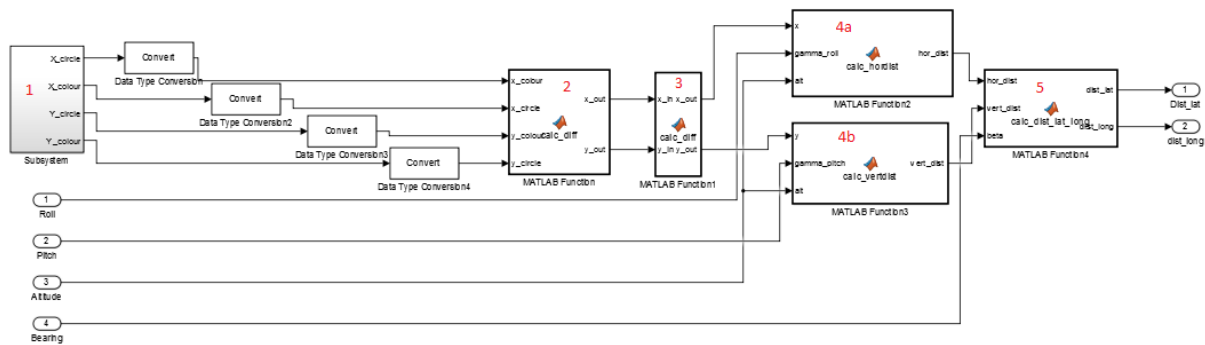 1
X_circle
X_colour
Y_circle
Y_colour
Subsystem
Convert
Data Type Conversion
Convert
Data Type Conversion2
Convert
Data Type Conversion3
Convert
Data Type Conversion4
2
x_colour
x_circle
y_colour
y_circle
calc_diff
x_out
y_out
MATLAB Function
3
x_in
x_out
calc_diff
y_in
y_out
MATLAB Function1
4a
x
gamma_roll
alt
calc_hordist
hor_dist
MATLAB Function2
4b
y
gamma_pitch
alt
calc_vertdist
vert_dist
MATLAB Function3
5
hor_dist
vert_dist
beta
calc_dist_lat_long
dist_lat
dist_long
MATLAB Function4
1
Dist_lat
2
dist_long
1
Roll
2
Pitch
3
Altitude
4
Bearing